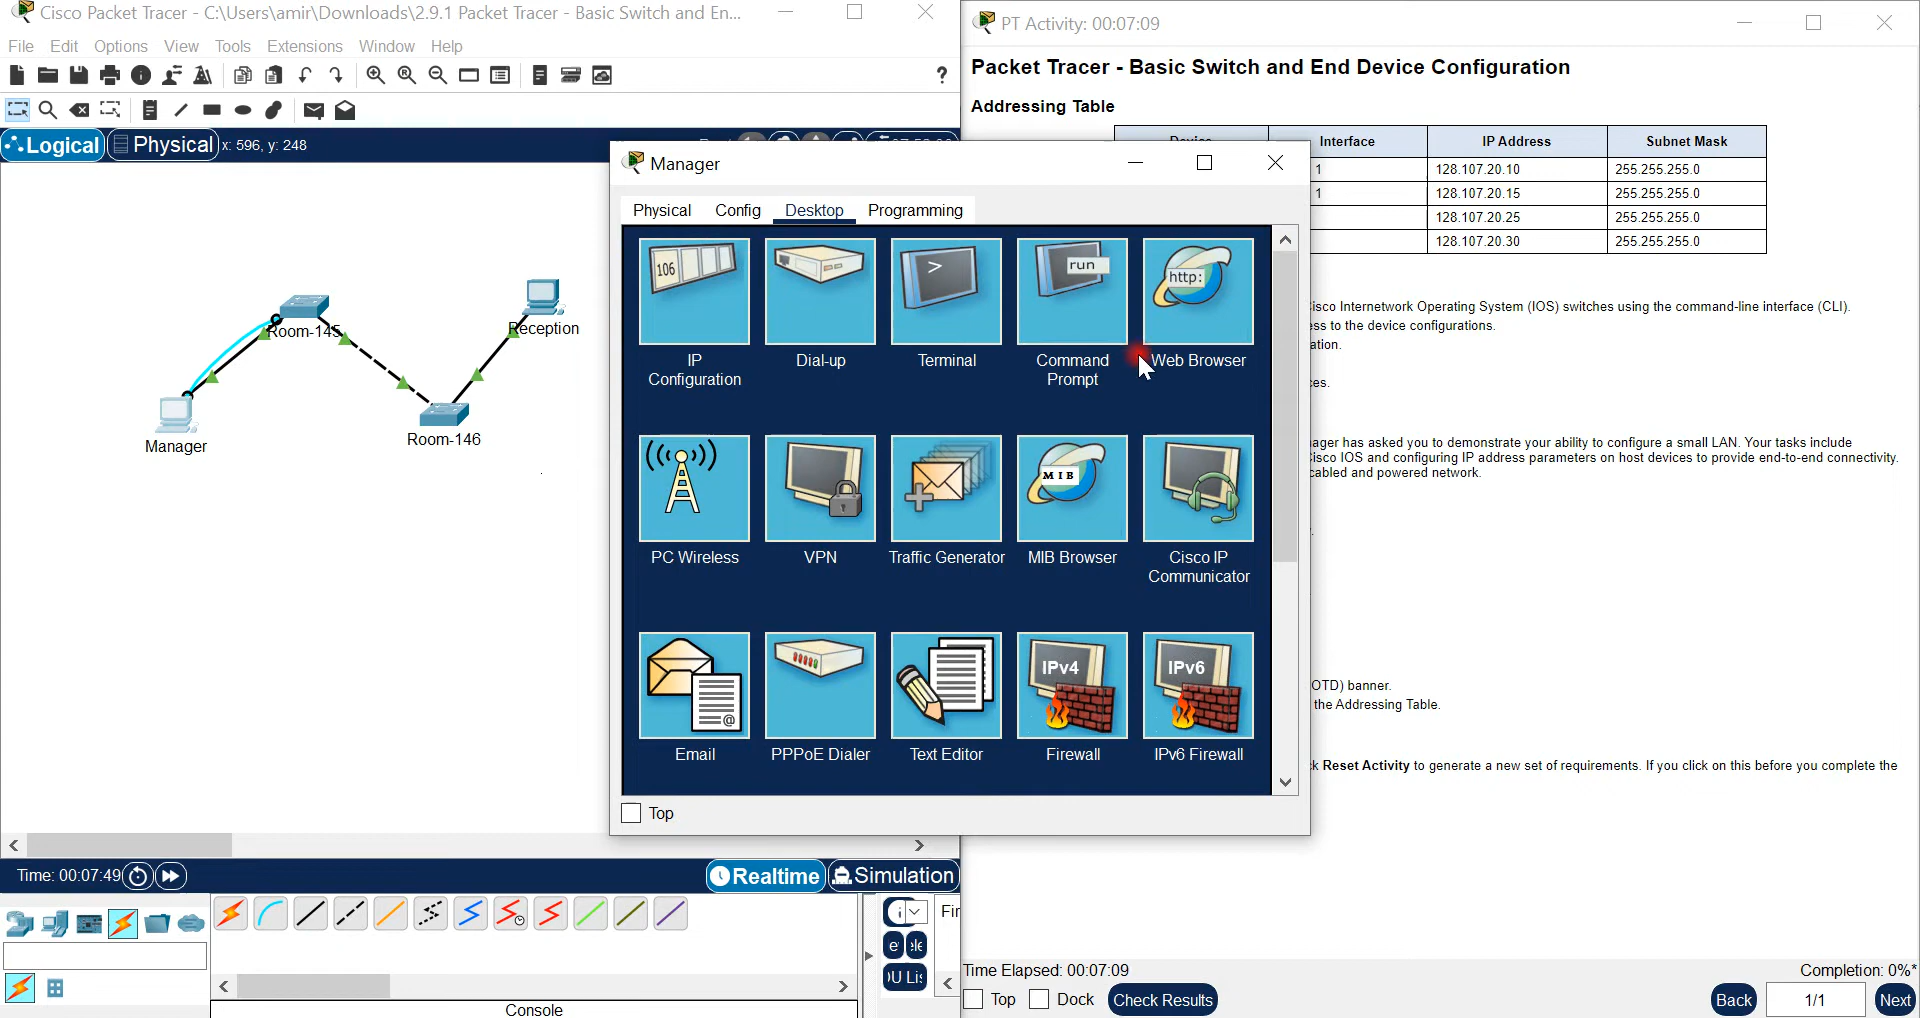 Cisco Packet Tracer - C:\Users\amir\Downloads\2.9.1 Packet Tracer - Basic Switch and En...
File Edit Options View Tools Extensions Window Help
Logical Physical x: 596, y: 248
Room-145
Reception
Manager
Room-146
Time: 00:07:49
Realtime Simulation
Console
Manager
Physical Config Desktop Programming
106
>
run
http:
IP Configuration
Dial-up
Terminal
Command Prompt
Web Browser
MIB
PC Wireless
VPN
Traffic Generator
MIB Browser
Cisco IP Communicator
@
IPv4
IPv6
Email
PPPoE Dialer
Text Editor
Firewall
IPv6 Firewall
Top
PT Activity: 00:07:09
Packet Tracer - Basic Switch and End Device Configuration
Addressing Table
Interface IP Address Subnet Mask
1 128.107.20.10 255.255.255.0
1 128.107.20.15 255.255.255.0
128.107.20.25 255.255.255.0
128.107.20.30 255.255.255.0
isco Internetwork Operating System (IOS) switches using the command-line interface (CLI).
ess to the device configurations.
ation.
ces.
ager has asked you to demonstrate your ability to configure a small LAN. Your tasks include
isco IOS and configuring IP address parameters on host devices to provide end-to-end connectivity.
cabled and powered network.
OTD) banner.
the Addressing Table.
k Reset Activity to generate a new set of requirements. If you click on this before you complete the
Time Elapsed: 00:07:09
Completion: 0%*
Top Dock Check Results
Back 1/1 Next